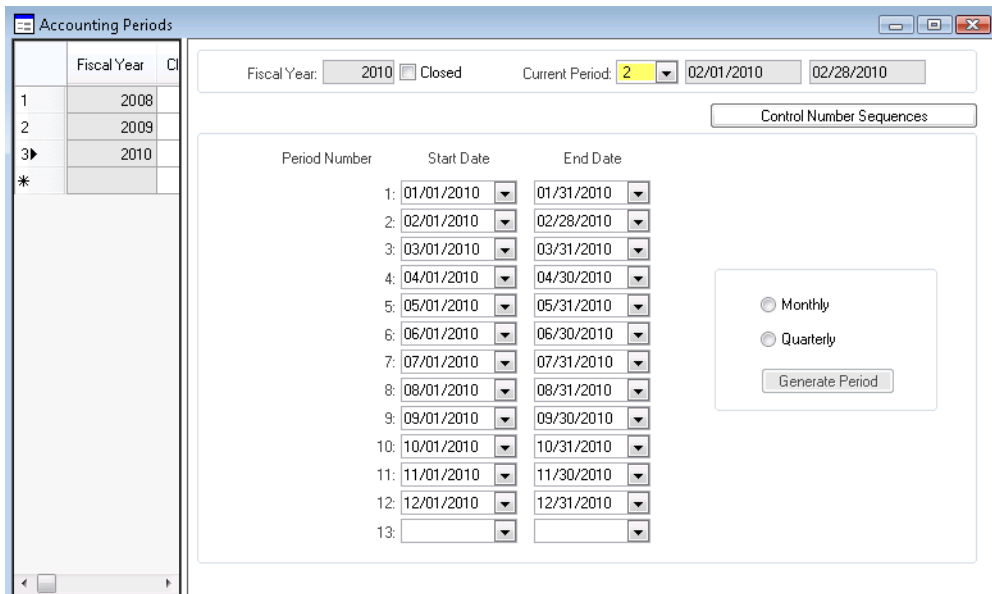 Accounting Periods
Fiscal Year Cl
1 2008
2 2009
3 2010
*
Fiscal Year: 2010 Closed Current Period: 2 02/01/2010 02/28/2010
Control Number Sequences
Period Number Start Date End Date
1: 01/01/2010 01/31/2010
2: 02/01/2010 02/28/2010
3: 03/01/2010 03/31/2010
4: 04/01/2010 04/30/2010
5: 05/01/2010 05/31/2010
6: 06/01/2010 06/30/2010
7: 07/01/2010 07/31/2010
8: 08/01/2010 08/31/2010
9: 09/01/2010 09/30/2010
10: 10/01/2010 10/31/2010
11: 11/01/2010 11/30/2010
12: 12/01/2010 12/31/2010
13:
Monthly
Quarterly
Generate Period